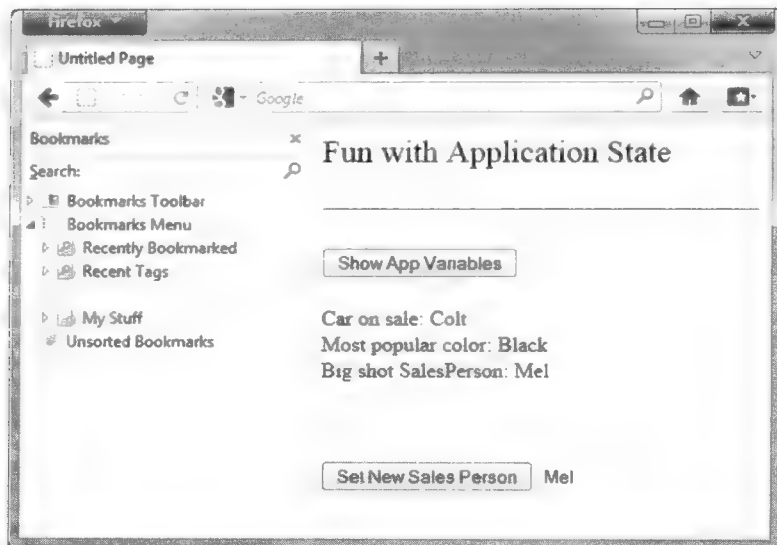 Firefox
Untitled Page
Google
Bookmarks
Search:
Bookmarks Toolbar
Bookmarks Menu
Recently Bookmarked
Recent Tags
My Stuff
Unsorted Bookmarks
Fun with Application State
Show App Variables
Car on sale: Colt
Most popular color: Black
Big shot SalesPerson: Mel
Set New Sales Person Mel